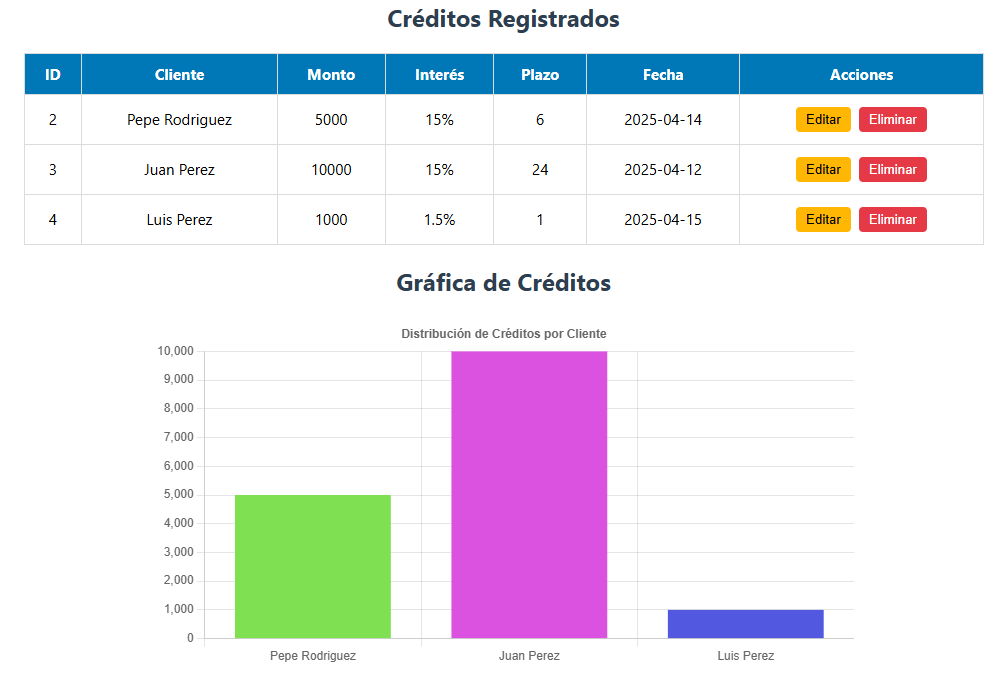 Créditos Registrados
ID Cliente Monto Interés Plazo Fecha Acciones
2 Pepe Rodriguez 5000 15% 6 2025-04-14 Editar Eliminar
3 Juan Perez 10000 15% 24 2025-04-12 Editar Eliminar
4 Luis Perez 1000 1.5% 1 2025-04-15 Editar Eliminar
Gráfica de Créditos
Distribución de Créditos por Cliente
10,000
9,000
8,000
7,000
6,000
5,000
4,000
3,000
2,000
1,000
0
Pepe Rodriguez Juan Perez Luis Perez